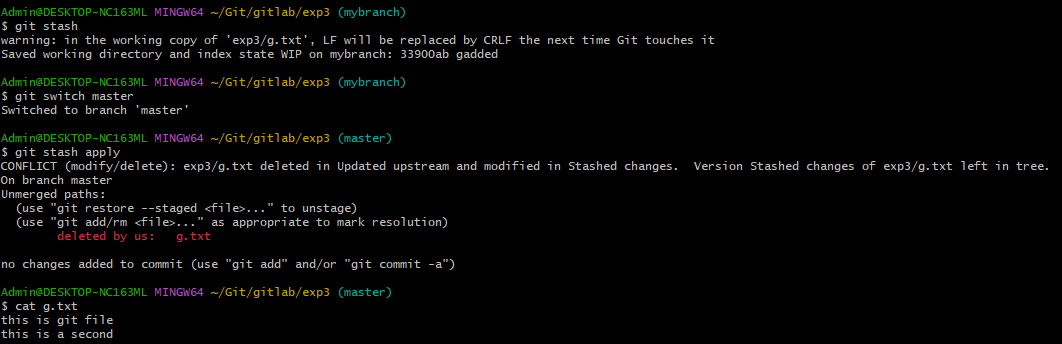 Admin@DESKTOP-NC163ML MINGW64 ~/Git/gitlab/exp3 (mybranch)
$ git stash
warning: in the working copy of 'exp3/g.txt', LF will be replaced by CRLF the next time Git touches it
Saved working directory and index state WIP on mybranch: 33900ab gadded
Admin@DESKTOP-NC163ML MINGW64 ~/Git/gitlab/exp3 (mybranch)
$ git switch master
Switched to branch 'master'
Admin@DESKTOP-NC163ML MINGW64 ~/Git/gitlab/exp3 (master)
$ git stash apply
CONFLICT (modify/delete): exp3/g.txt deleted in Updated upstream and modified in Stashed changes.  Version Stashed changes of exp3/g.txt left in tree.
On branch master
Unmerged paths:
  (use "git restore --staged <file>..." to unstage)
  (use "git add/rm <file>..." as appropriate to mark resolution)
        deleted by us:   g.txt
no changes added to commit (use "git add" and/or "git commit -a")
Admin@DESKTOP-NC163ML MINGW64 ~/Git/gitlab/exp3 (master)
$ cat g.txt
this is git file
this is a second